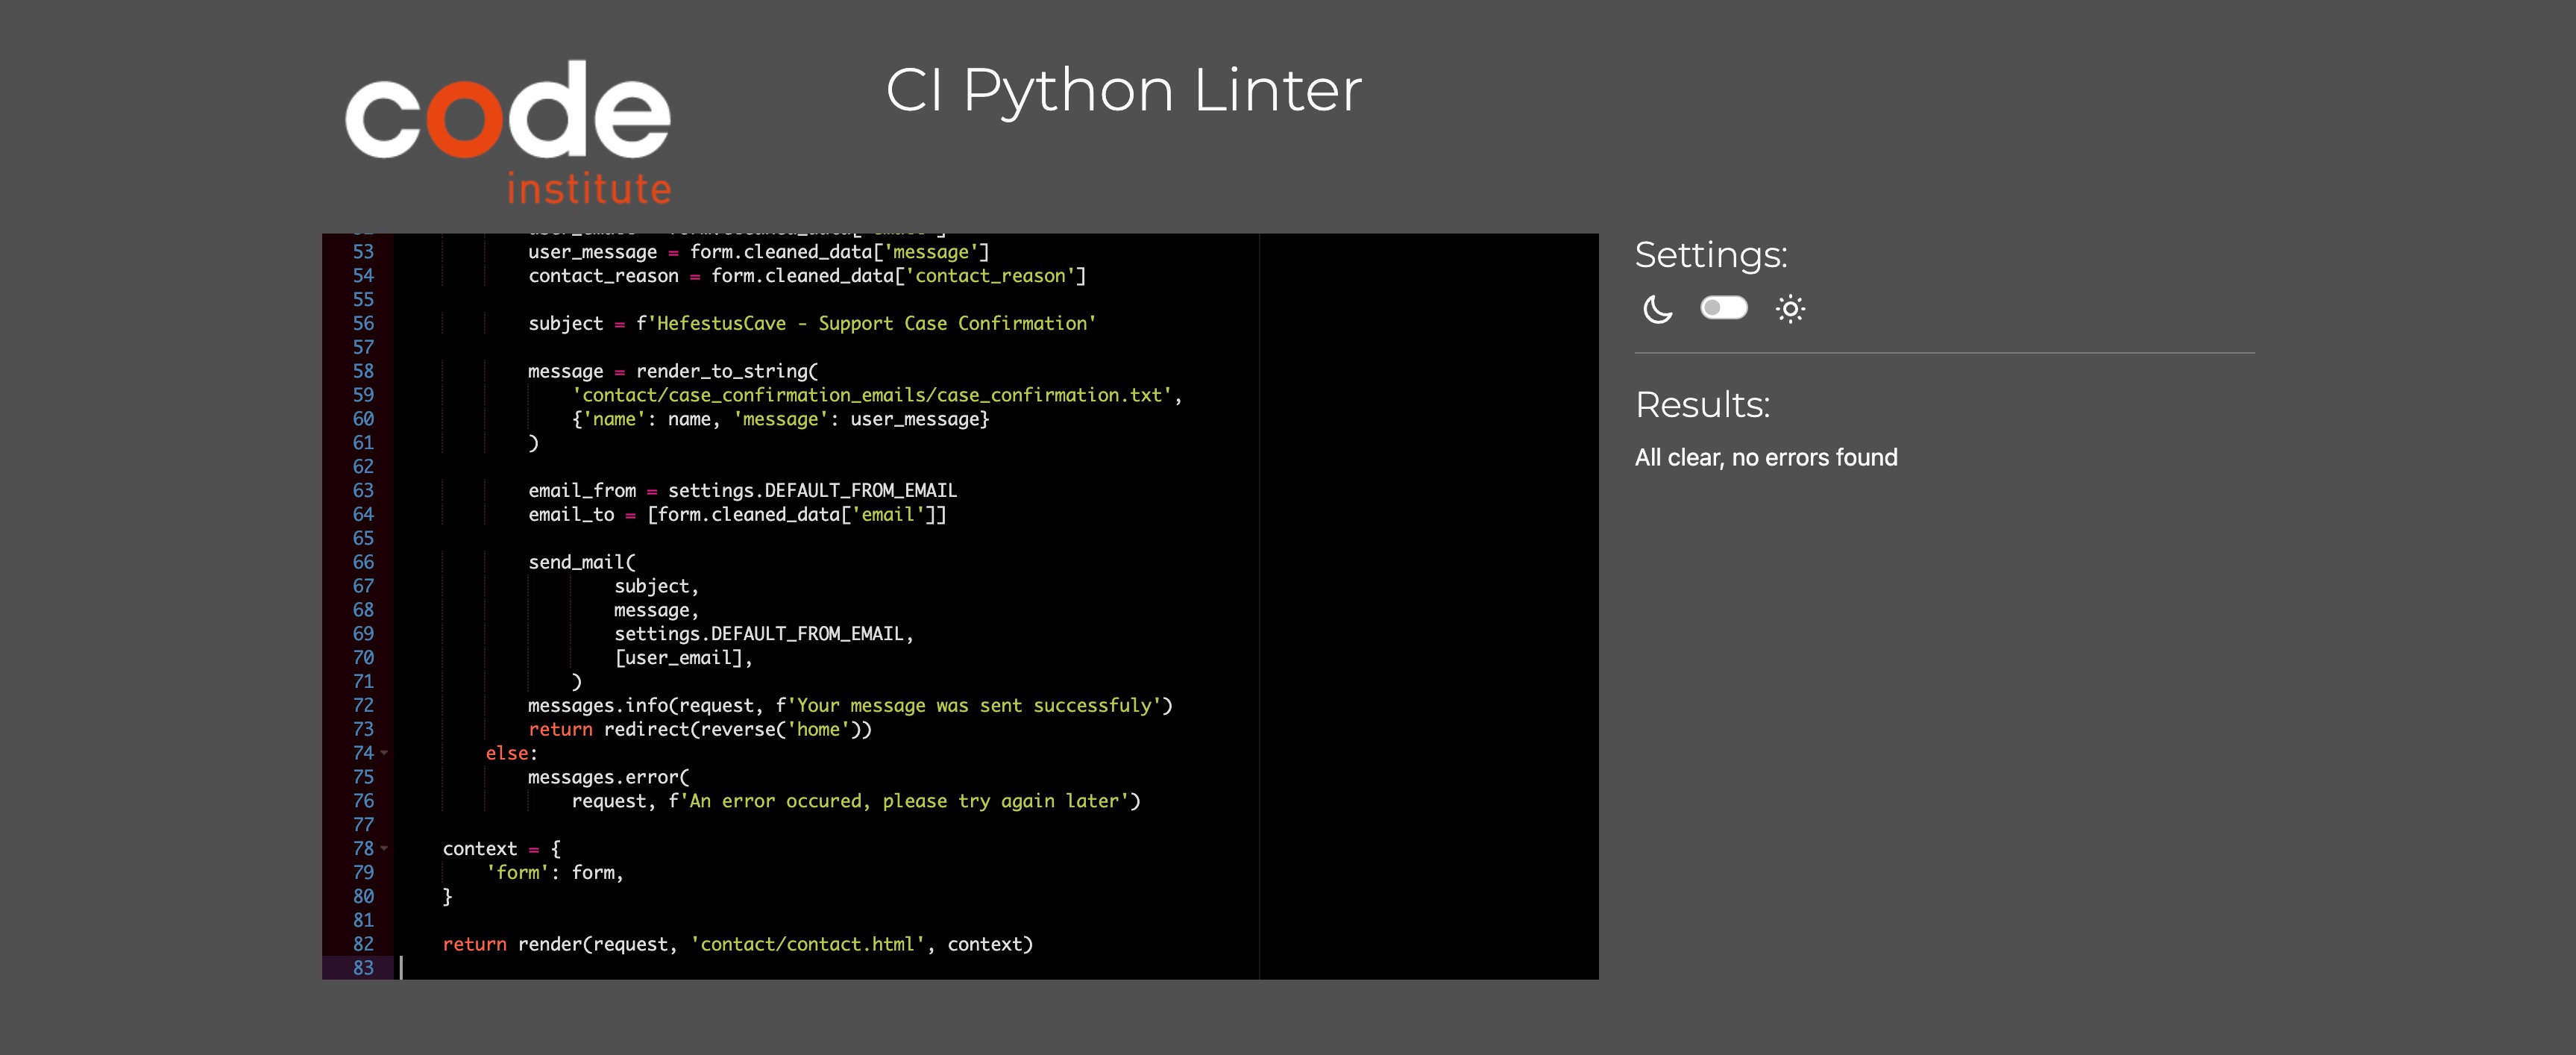 code
institute
CI Python Linter
53 user_message = form.cleaned_data['message']
54 contact_reason = form.cleaned_data['contact_reason']
55
56 subject = f'HefestusCave - Support Case Confirmation'
57
58 message = render_to_string(
59 'contact/case_confirmation_emails/case_confirmation.txt',
60 {'name': name, 'message': user_message}
61 )
62
63 email_from = settings.DEFAULT_FROM_EMAIL
64 email_to = [form.cleaned_data['email']]
65
66 send_mail(
67 subject,
68 message,
69 settings.DEFAULT_FROM_EMAIL,
70 [user_email],
71 )
72 messages.info(request, f'Your message was sent successfuly')
73 return redirect(reverse('home'))
74 else:
75 messages.error(
76 request, f'An error occured, please try again later')
77
78 context = {
79 'form': form,
80 }
81
82 return render(request, 'contact/contact.html', context)
83
Settings:
Results:
All clear, no errors found